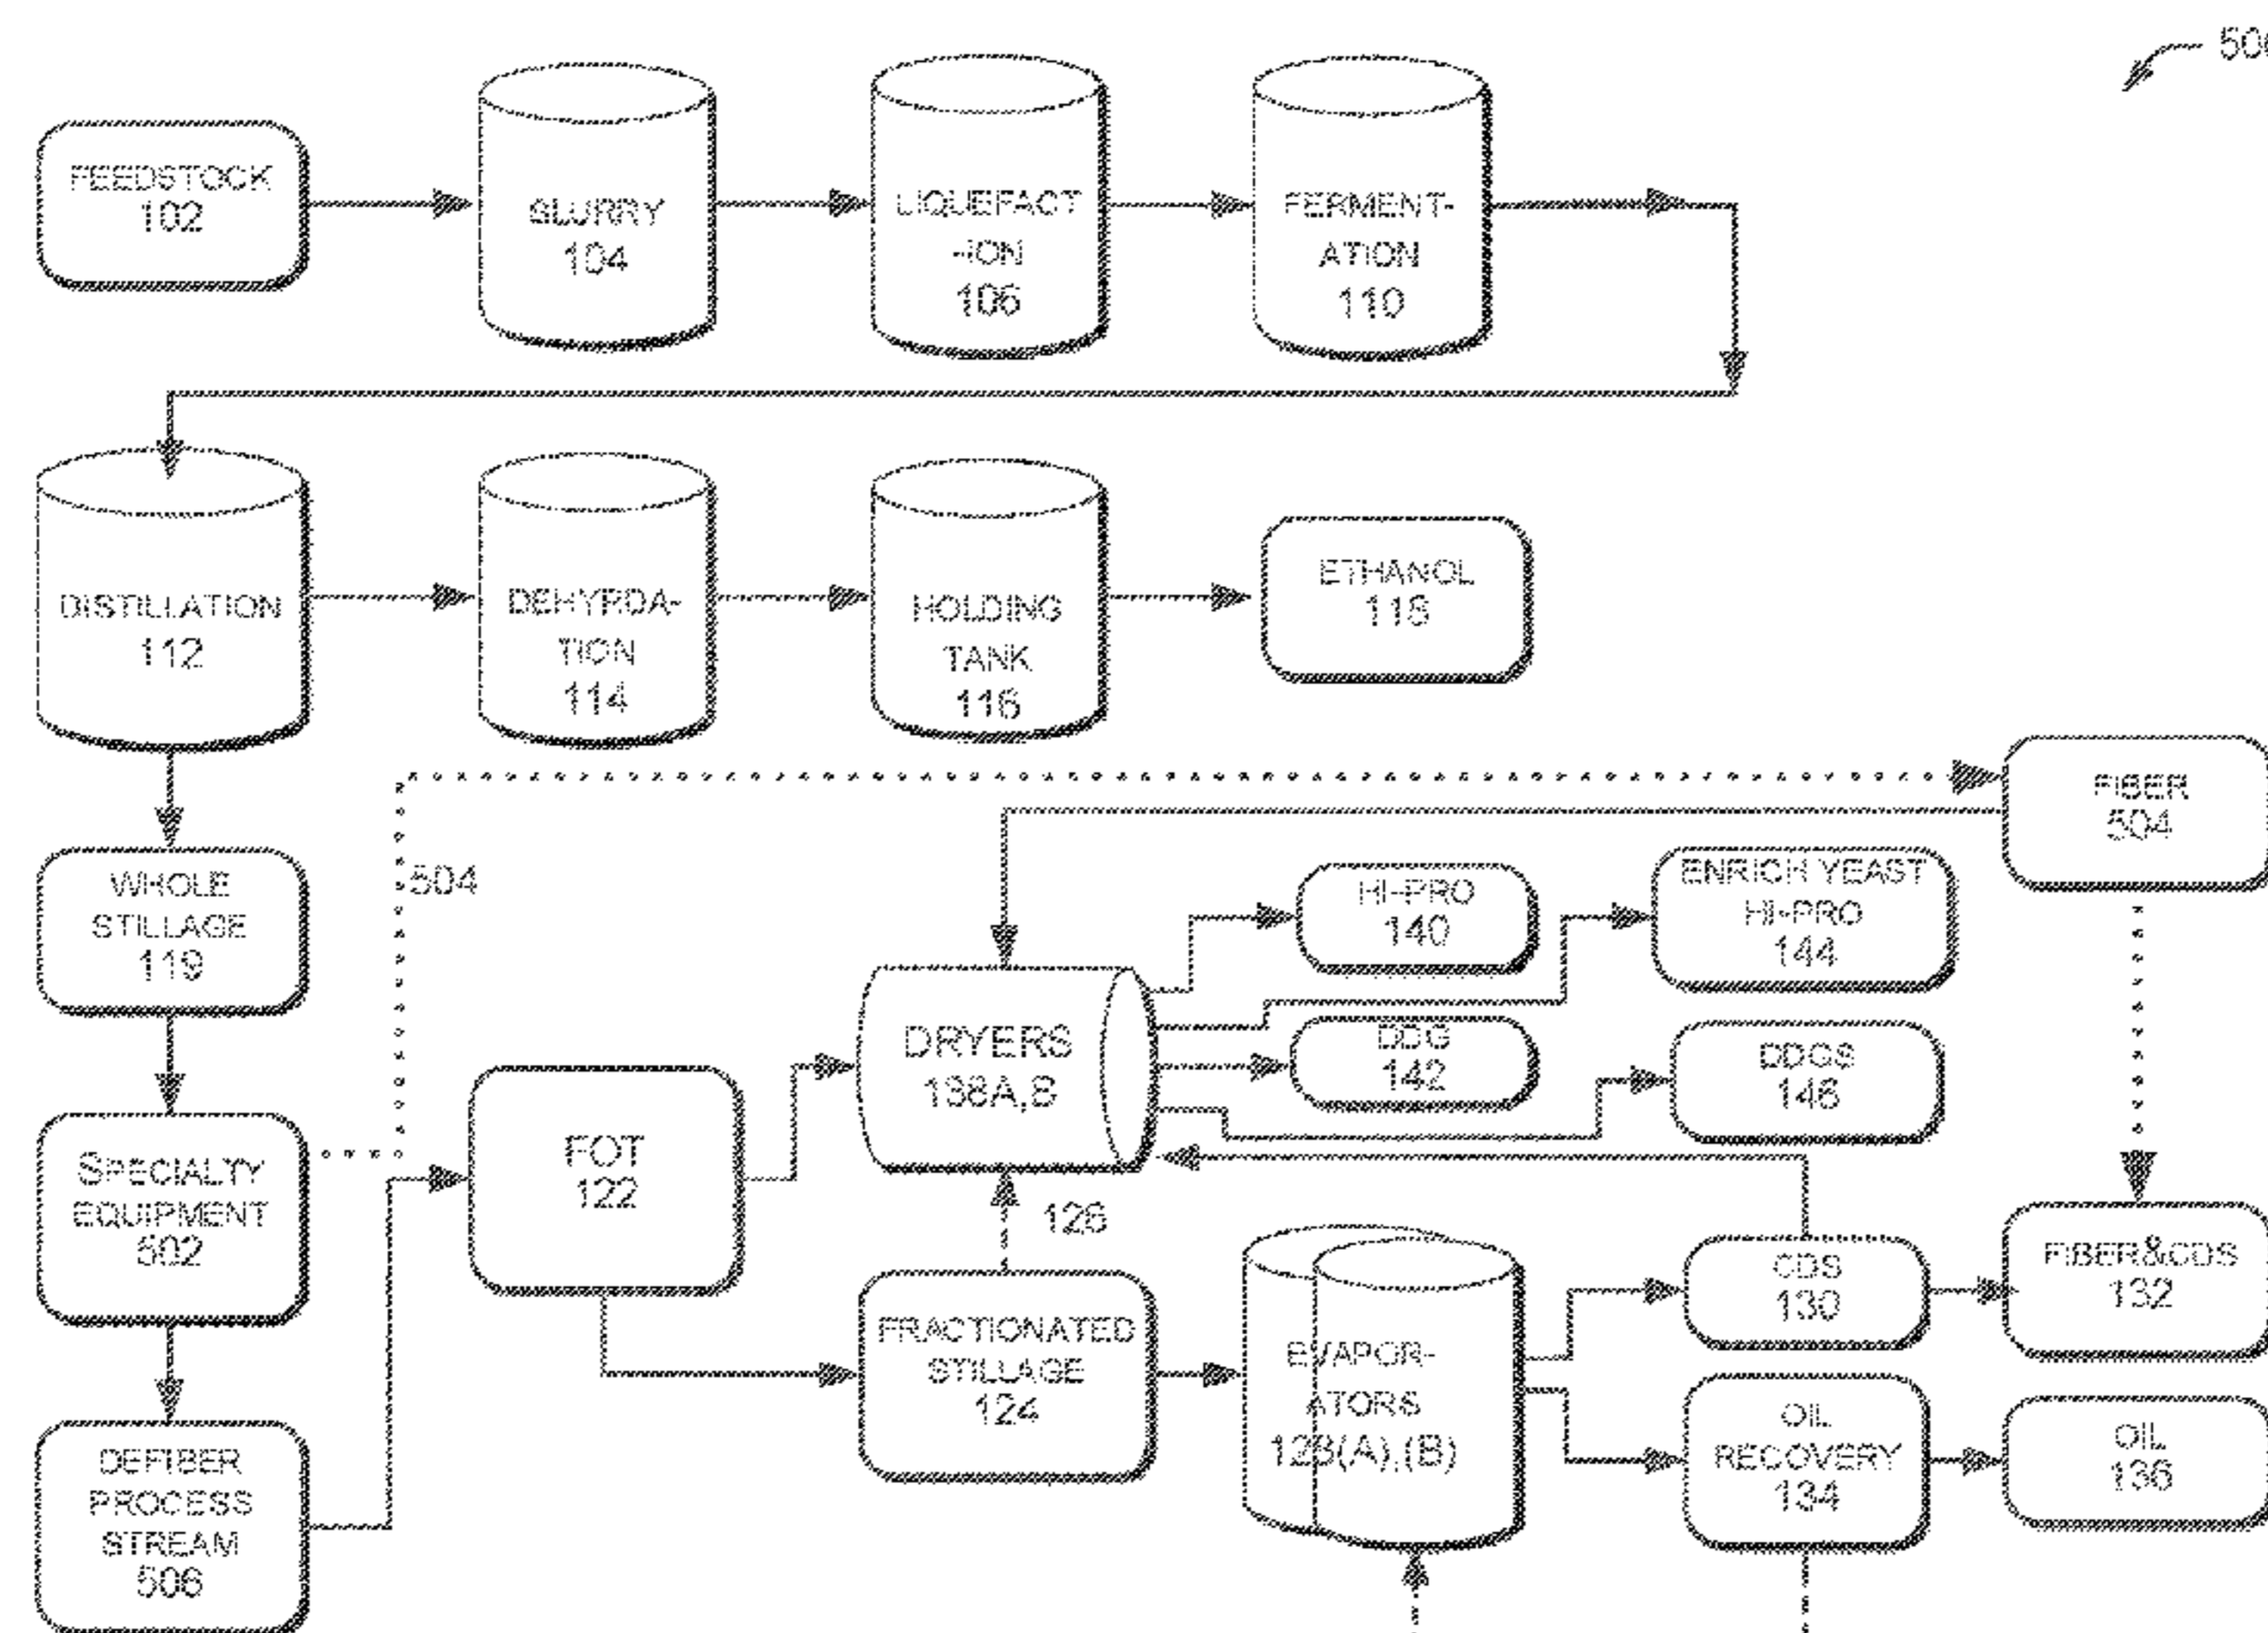 500
FEEDSTOCK
102
SLURRY
104
LIQUEFACT
-ION
106
FERMENT-
ATION
110
DISTILLATION
112
DEHYRDA-
TION
114
HOLDING
TANK
116
ETHANOL
118
FIBER
504
WHOLE
STILLAGE
119
504
HI-PRO
140
ENRICH YEAST
HI-PRO
144
DRYERS
138A,B
DDG
142
DDGS
146
SPECIALTY
EQUIPMENT
502
FOT
122
126
FRACTIONATED
STILLAGE
124
EVAPOR-
ATORS
128(A),(B)
CDS
130
FIBER&CDS
132
DEFIBER
PROCESS
STREAM
506
OIL
RECOVERY
134
OIL
136